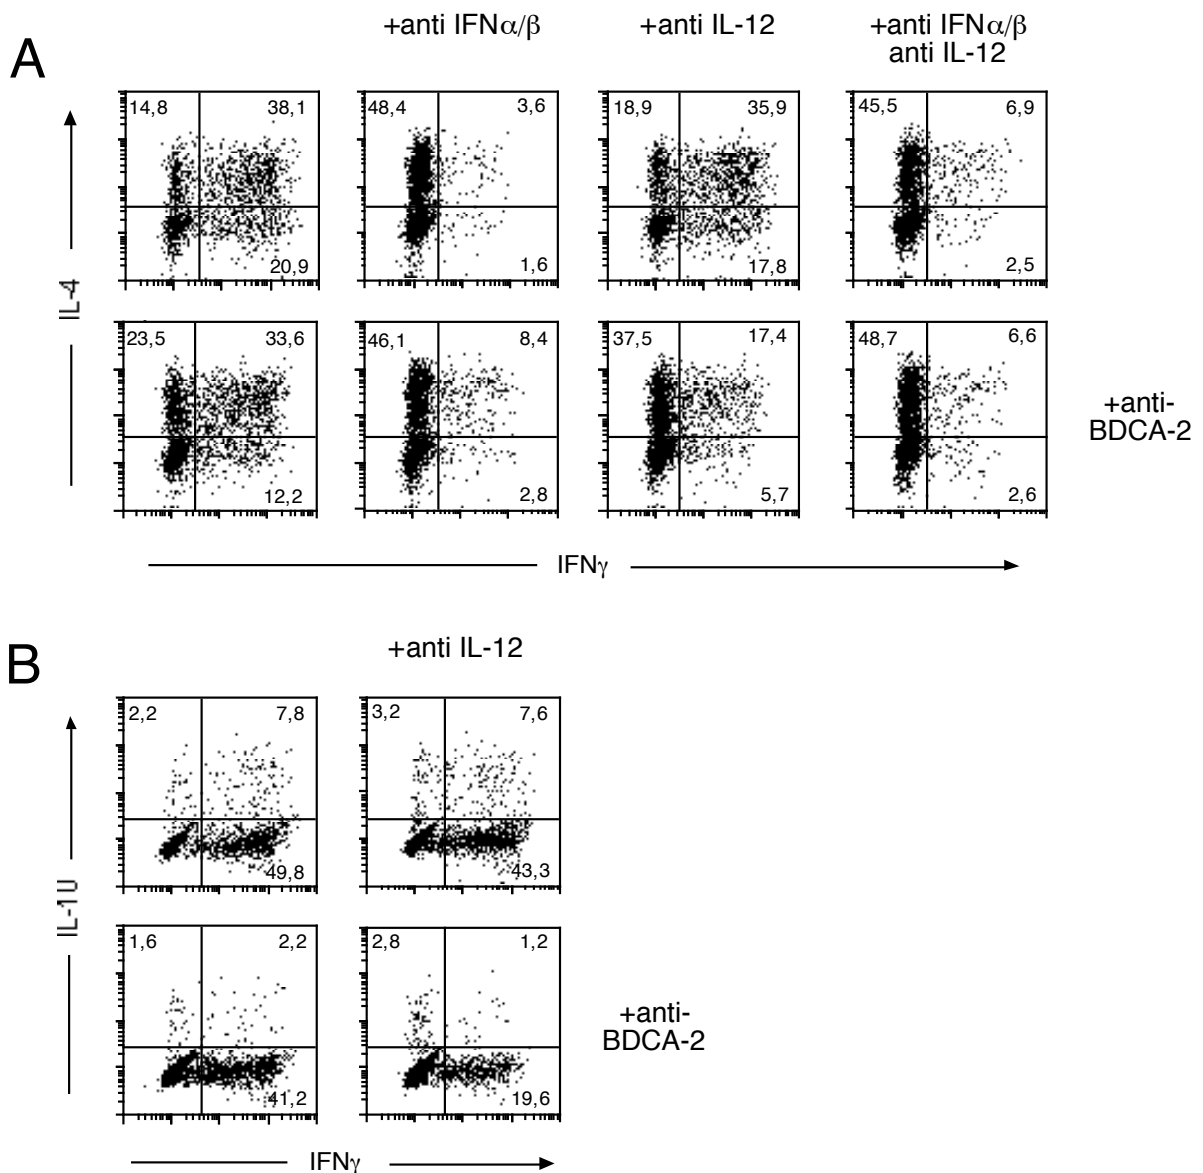 +anti IFNα/β
+anti IL-12
+anti IFNα/β
anti IL-12
A
14,8
38,1
20,9
48,4
3,6
1,6
18,9
35,9
17,8
45,5
6,9
2,5
IL-4
23,5
33,6
12,2
46,1
8,4
2,8
37,5
17,4
5,7
48,7
6,6
2,6
+anti-
BDCA-2
IFNγ
B
+anti IL-12
2,2
7,8
49,8
3,2
7,6
43,3
IL-10
1,6
2,2
41,2
2,8
1,2
19,6
+anti-
BDCA-2
IFNγ